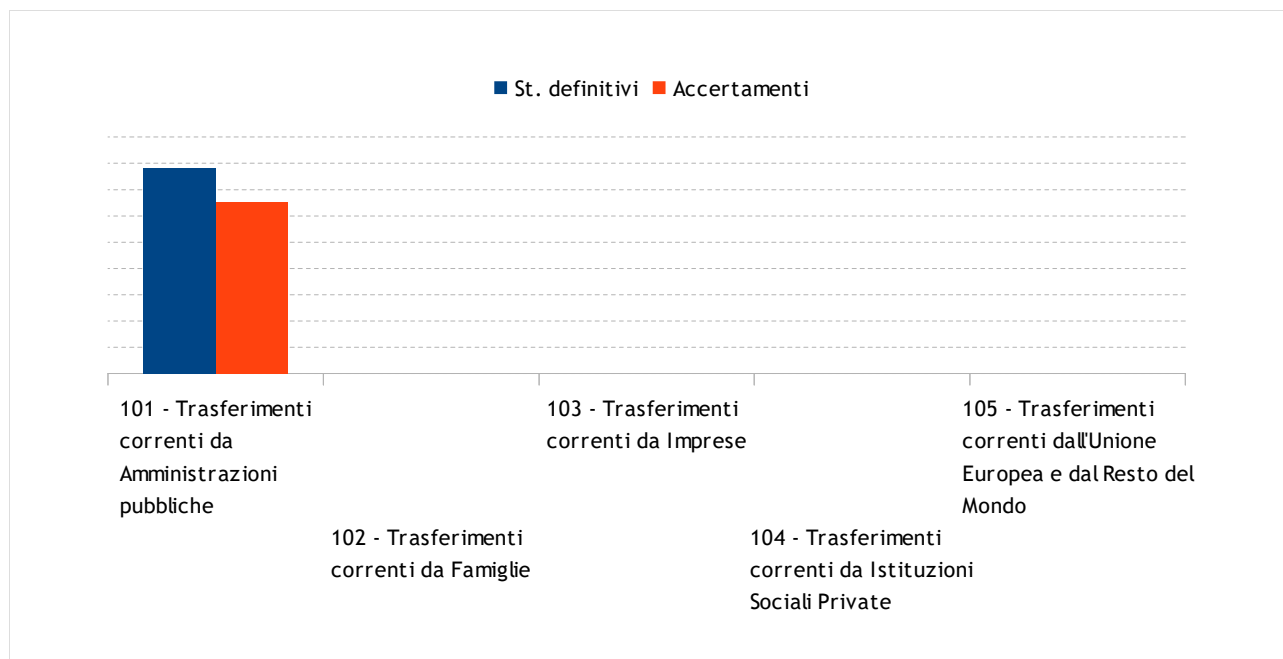 St. definitivi Accertamenti
101 - Trasferimenti
correnti da
Amministrazioni
pubbliche
102 - Trasferimenti
correnti da Famiglie
103 - Trasferimenti
correnti da Imprese
104 - Trasferimenti
correnti da Istituzioni
Sociali Private
105 - Trasferimenti
correnti dall'Unione
Europea e dal Resto del
Mondo